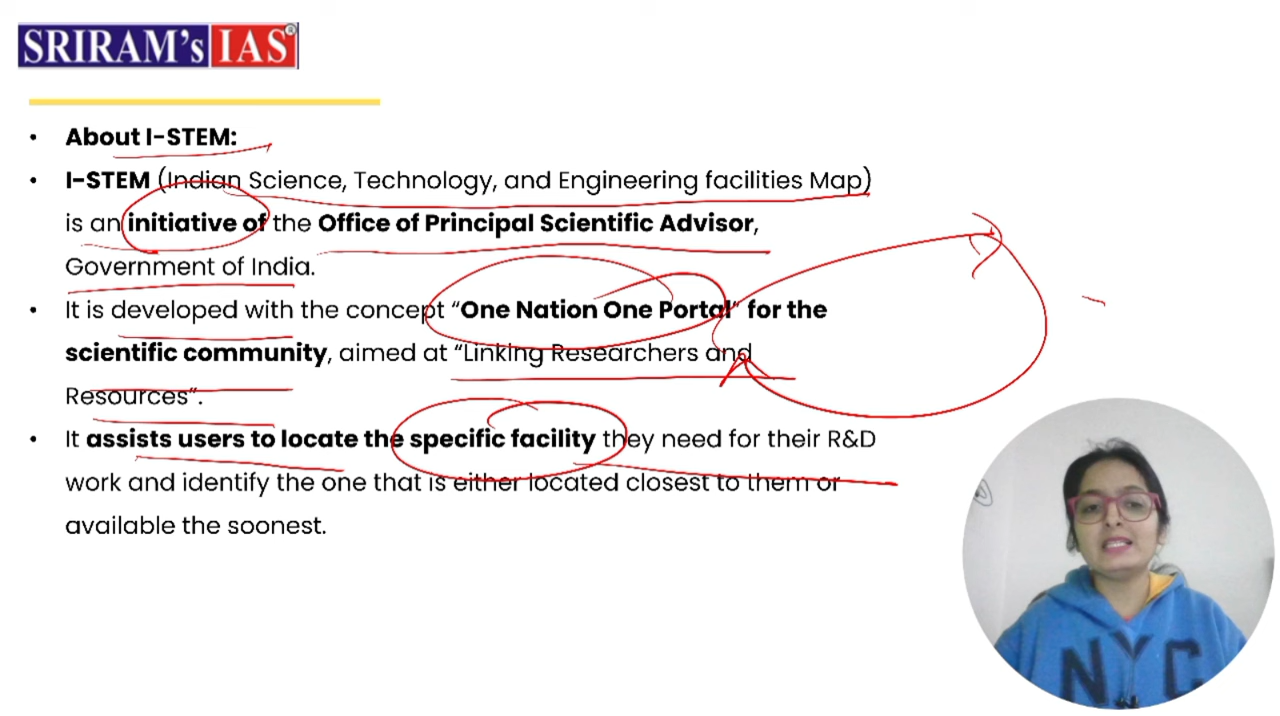 SRIRAM's IAS®
• About I-STEM:
• I-STEM (Indian Science, Technology, and Engineering facilities Map)
is an initiative of the Office of Principal Scientific Advisor,
Government of India.
• It is developed with the concept “One Nation One Portal” for the
scientific community, aimed at “Linking Researchers and
Resources”.
• It assists users to locate the specific facility they need for their R&D
work and identify the one that is either located closest to them or
available the soonest.
NYC